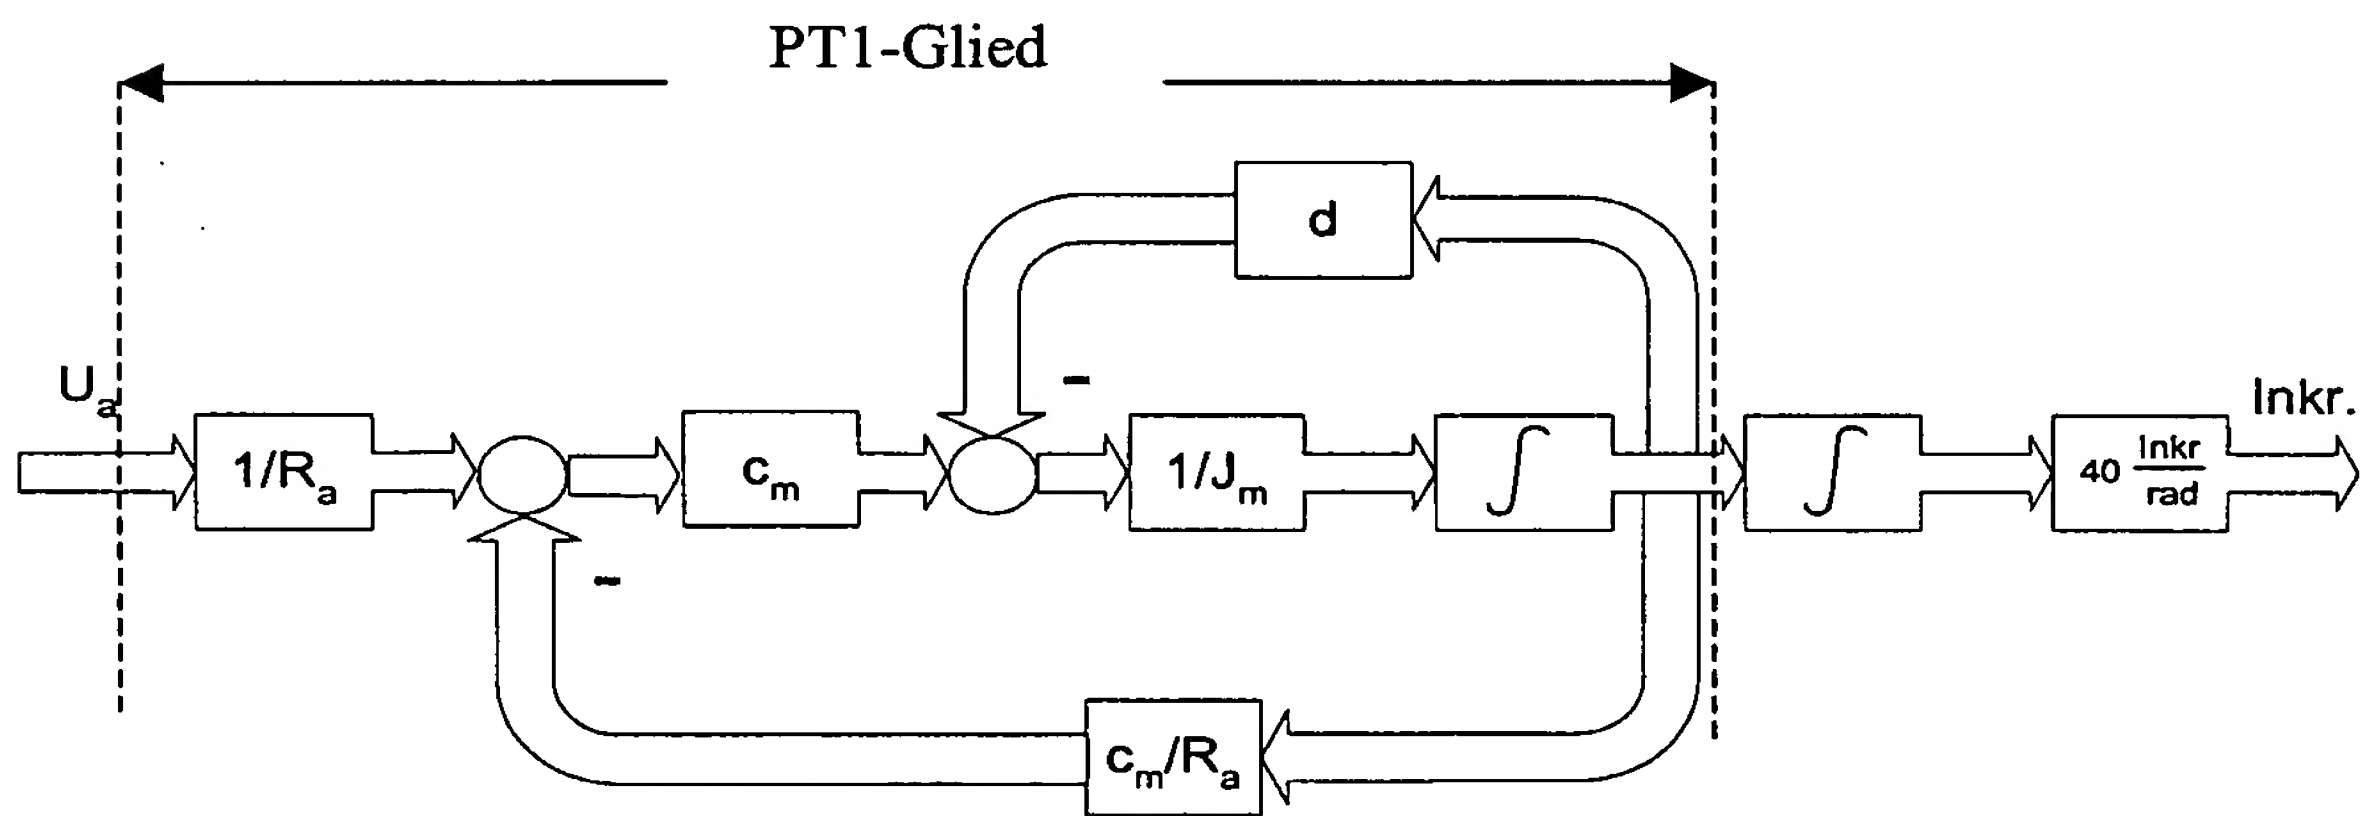 PT1-Glied
d
-
Uₐ
Inkr.
1/Rₐ
cₘ
1/Jₘ
∫
∫
40 Inkr/rad
-
cₘ/Rₐ